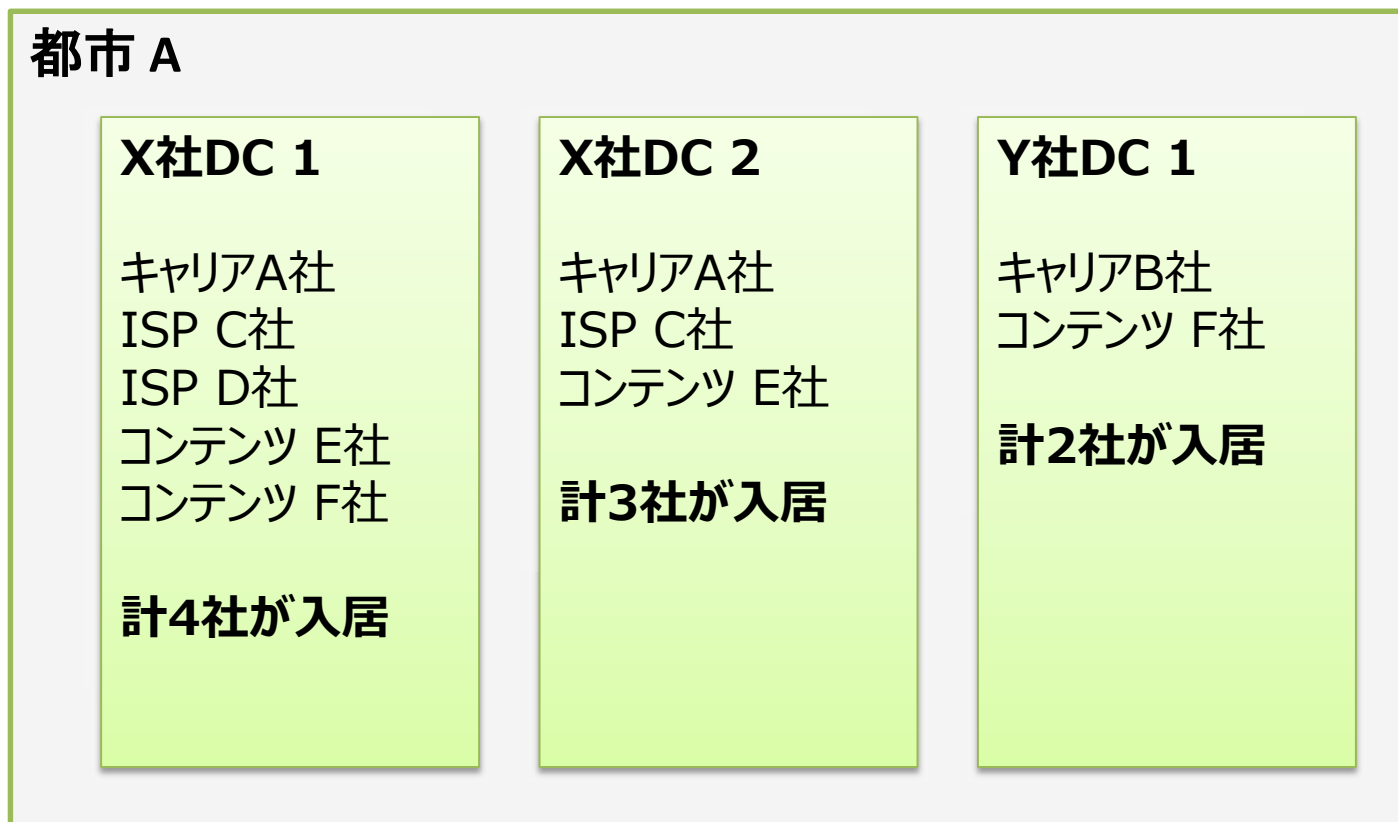 都市 A
X社DC 1
キャリアA社
ISP C社
ISP D社
コンテンツ E社
コンテンツ F社
計4社が入居
X社DC 2
キャリアA社
ISP C社
コンテンツ E社
計3社が入居
Y社DC 1
キャリアB社
コンテンツ F社
計2社が入居